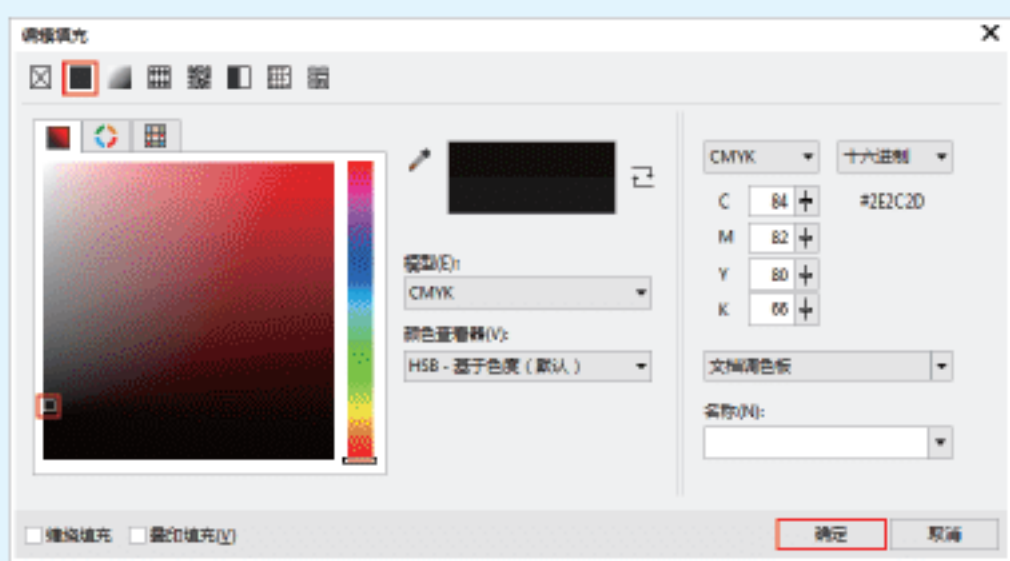 编辑填充
CMYK
十六进制
C 84
#2E2C2D
M 82
Y 80
K 66
模型(E):
CMYK
颜色查看器(V):
HSB - 基于色度（默认）
文档调色板
名称(N):
缠绕填充
叠印填充(V)
确定
取消